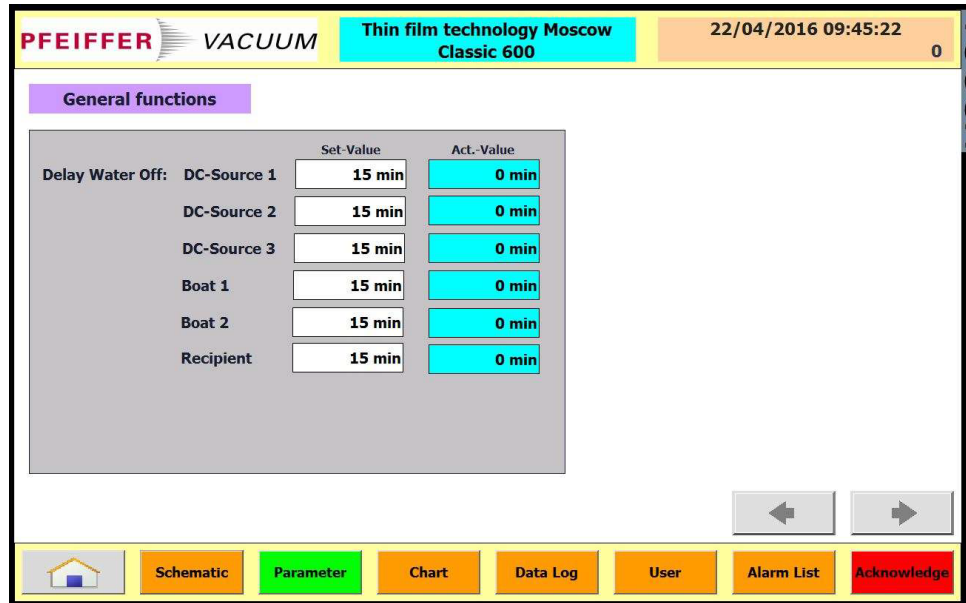 PFEIFFER VACUUM
Thin film technology Moscow
Classic 600
22/04/2016 09:45:22
0
General functions
Set-Value Act.-Value
Delay Water Off: DC-Source 1 15 min 0 min
DC-Source 2 15 min 0 min
DC-Source 3 15 min 0 min
Boat 1 15 min 0 min
Boat 2 15 min 0 min
Recipient 15 min 0 min
Schematic Parameter Chart Data Log User Alarm List Acknowledge